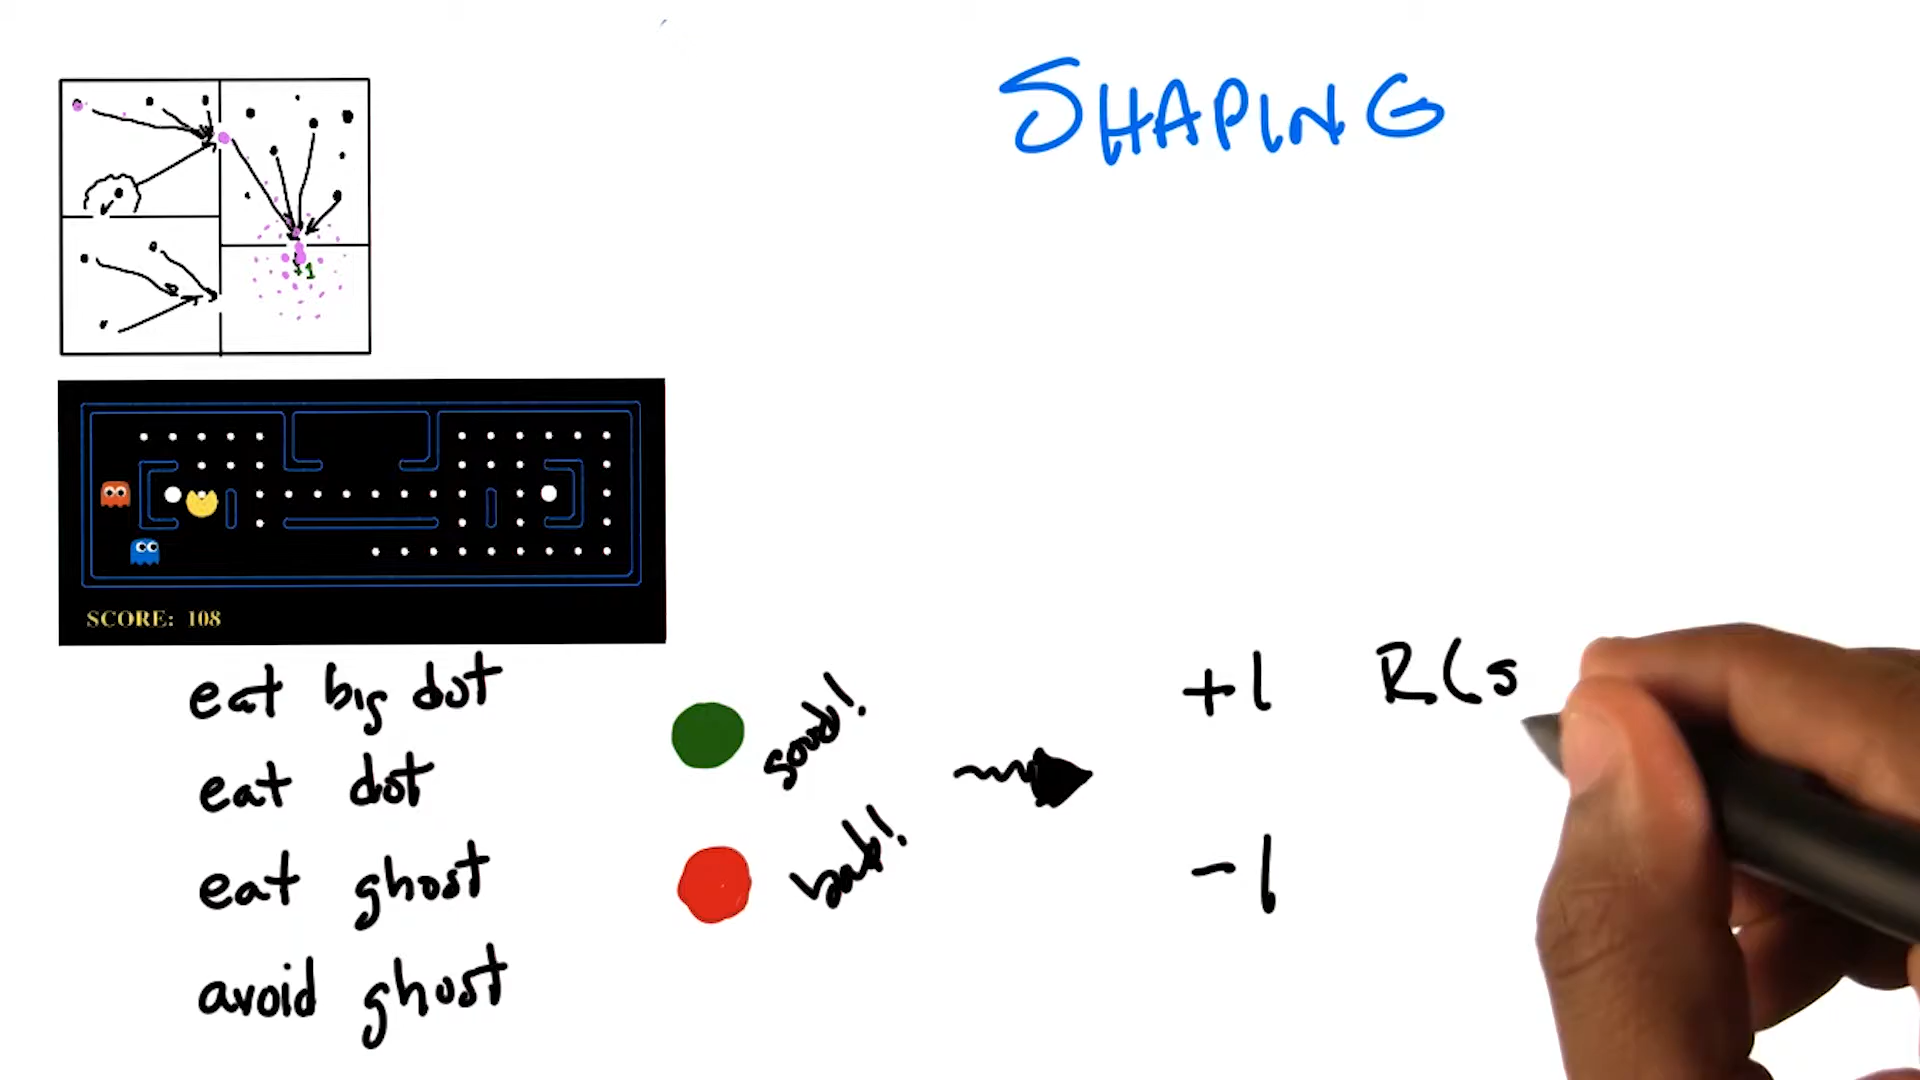 SHAPING
+1
SCORE: 108
eat big dot
eat dot
eat ghost
avoid ghost
good!
bad!
+1 R(s
-1